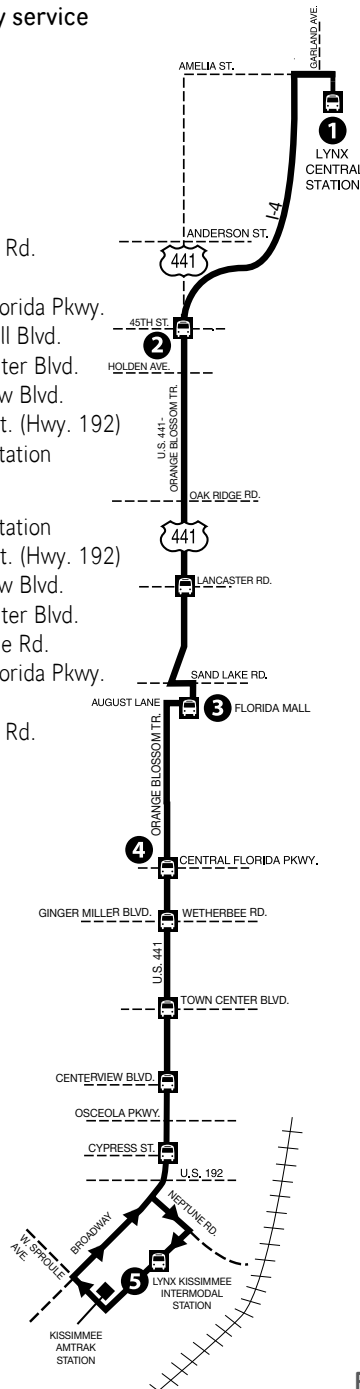 y service
Rd.
orida Pkwy.
ll Blvd.
ter Blvd.
w Blvd.
t. (Hwy. 192)
tation
tation
t. (Hwy. 192)
w Blvd.
ter Blvd.
e Rd.
orida Pkwy.
Rd.
GARLAND AVE.
AMELIA ST.
1
LYNX
CENTRAL
STATION
I-4
ANDERSON ST.
441
45TH ST.
2
HOLDEN AVE.
U.S. 441-
ORANGE BLOSSOM TR.
OAK RIDGE RD.
441
LANCASTER RD.
SAND LAKE RD.
AUGUST LANE
3 FLORIDA MALL
ORANGE BLOSSOM TR.
4
CENTRAL FLORIDA PKWY.
GINGER MILLER BLVD. WETHERBEE RD.
U.S. 441
TOWN CENTER BLVD.
CENTERVIEW BLVD.
OSCEOLA PKWY.
CYPRESS ST.
U.S. 192
BROADWAY
NEPTUNE RD.
W. SPROULE
AVE.
5
LYNX KISSIMMEE
INTERMODAL
STATION
KISSIMMEE
AMTRAK
STATION